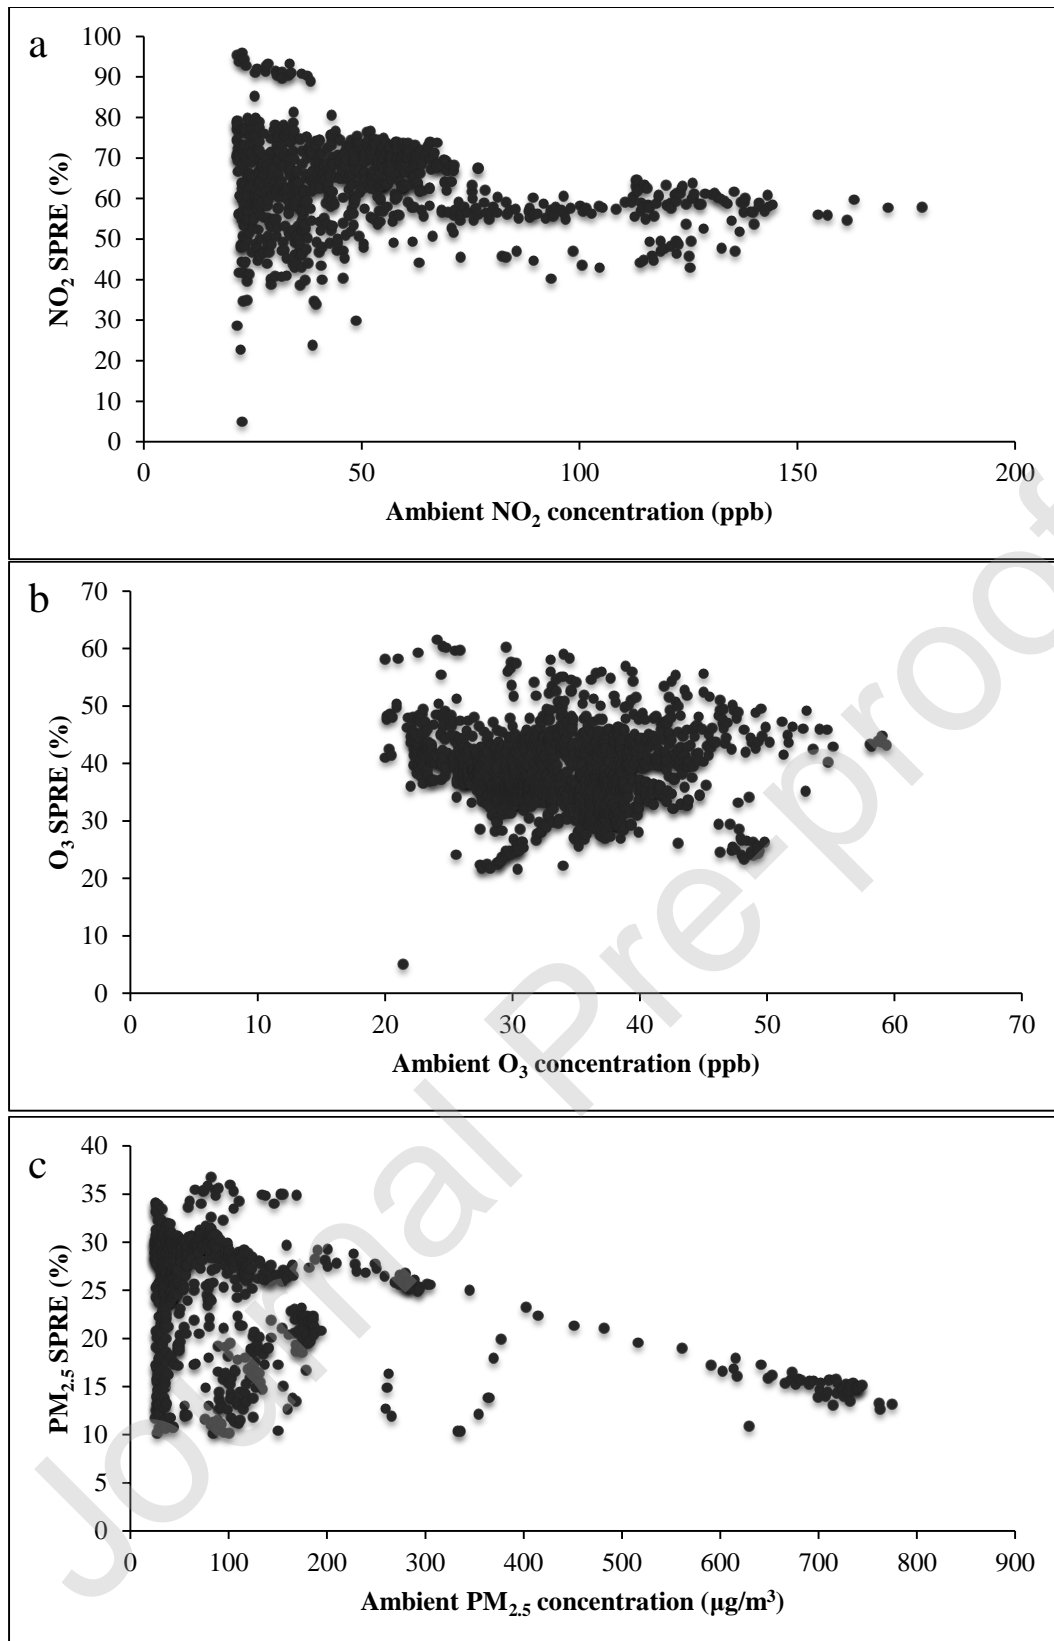 a
100
90
80
70
60
50
40
30
20
10
0
NO2 SPRE (%)
0 50 100 150 200
Ambient NO2 concentration (ppb)
b
70
60
50
40
30
20
10
0
O3 SPRE (%)
0 10 20 30 40 50 60 70
Ambient O3 concentration (ppb)
c
40
35
30
25
20
15
10
5
0
PM2.5 SPRE (%)
0 100 200 300 400 500 600 700 800 900
Ambient PM2.5 concentration (µg/m³)
Journal Pre-proof